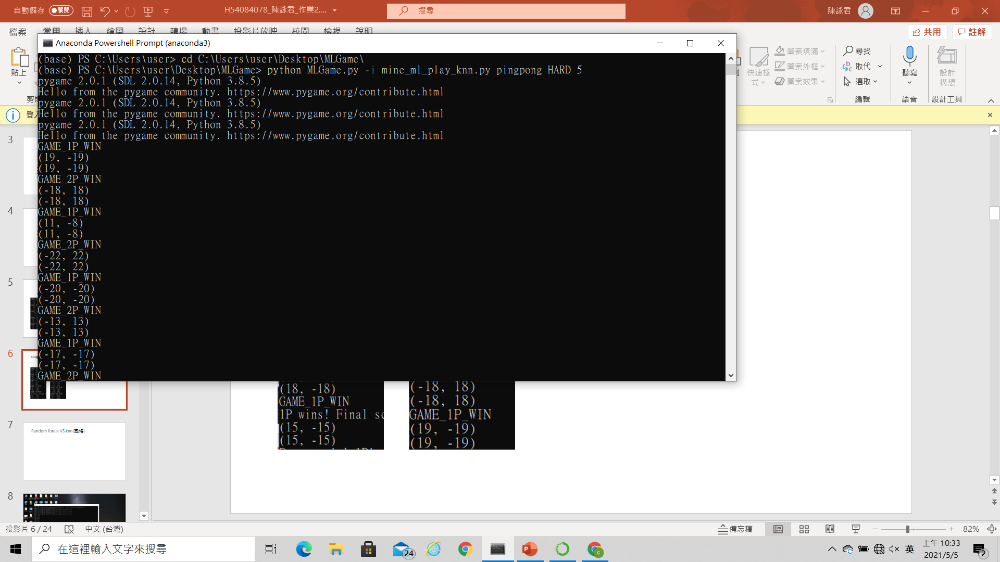 自動儲存 關閉 H54084078_陳詠君_作業2.... 搜尋 陳詠君
檔案 常用 插入 繪圖 設計 轉場 動畫 投影片放映 校閱 檢視 說明 共用 註解
Anaconda Powershell Prompt (anaconda3)
貼上
圖案填滿
圖案外框
圖案效果
快速樣式
尋找
取代
選取
編輯
聽寫
語音
設計構想
設計工具
(base) PS C:\Users\user> cd C:\Users\user\Desktop\MLGame\
(base) PS C:\Users\user\Desktop\MLGame> python MLGame.py -i mine_ml_play_knn.py pingpong HARD 5
pygame 2.0.1 (SDL 2.0.14, Python 3.8.5)
Hello from the pygame community. https://www.pygame.org/contribute.html
pygame 2.0.1 (SDL 2.0.14, Python 3.8.5)
Hello from the pygame community. https://www.pygame.org/contribute.html
pygame 2.0.1 (SDL 2.0.14, Python 3.8.5)
Hello from the pygame community. https://www.pygame.org/contribute.html
GAME_1P_WIN
(19, -19)
(19, -19)
GAME_2P_WIN
(-18, 18)
(-18, 18)
GAME_1P_WIN
(11, -8)
(11, -8)
GAME_2P_WIN
(-22, 22)
(-22, 22)
GAME_1P_WIN
(-20, -20)
(-20, -20)
GAME_2P_WIN
(-13, 13)
(-13, 13)
GAME_1P_WIN
(-17, -17)
(-17, -17)
GAME_2P_WIN
3
4
5
6
7
Random forest VS knn(表格)
8
(18, -18)
GAME_1P_WIN
1P wins! Final sc
(15, -15)
(15, -15)
(-18, 18)
(-18, 18)
GAME_1P_WIN
(19, -19)
(19, -19)
投影片 6 / 24 中文 (台灣) 備忘稿 82%
在這裡輸入文字來搜尋 24 英 上午 10:33
2021/5/5 2